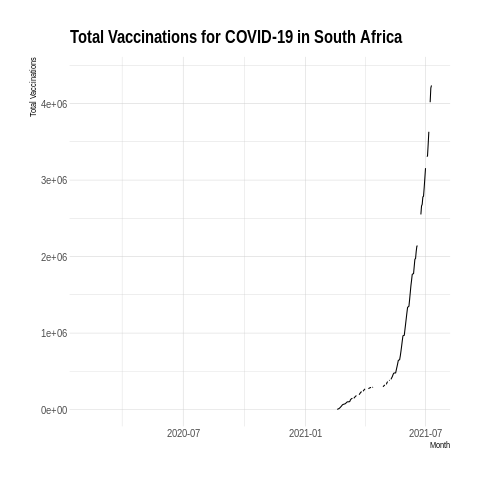 Total Vaccinations for COVID-19 in South Africa
Total Vaccinations
4e+06
3e+06
2e+06
1e+06
0e+00
2020-07 2021-01 2021-07
Month